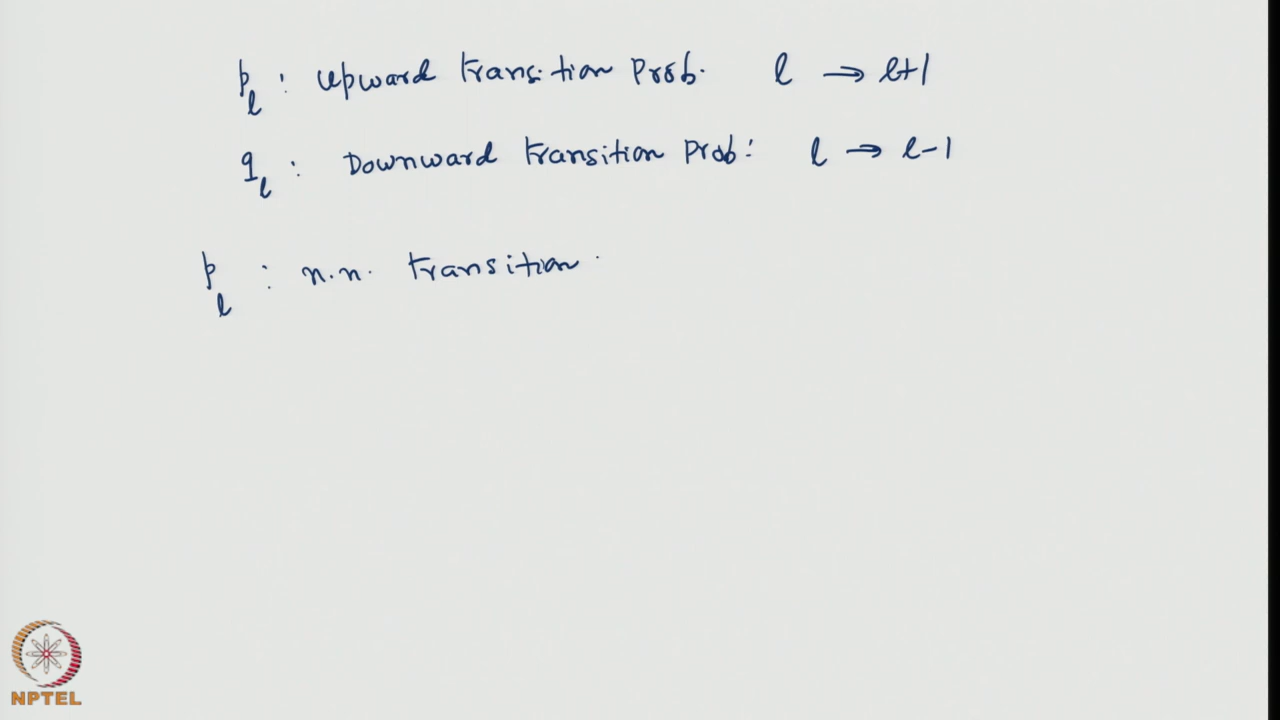 p_l : Upward transition Prob. l → l+1
q_l : Downward transition Prob: l → l-1
p_l : n.n. transition
NPTEL